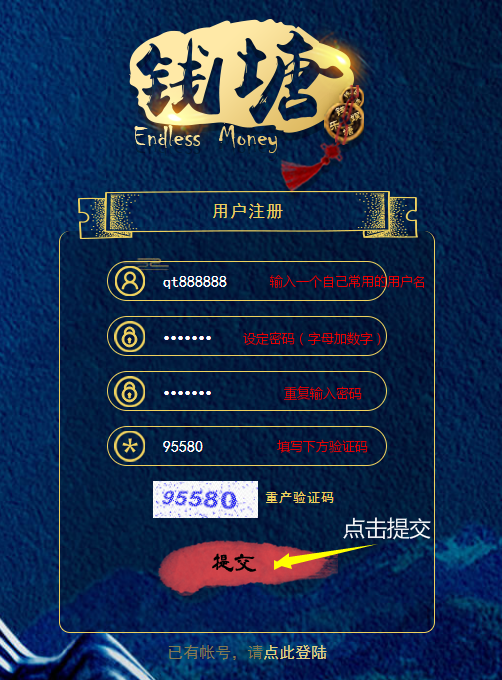 钱塘
Endless Money
用户注册
qt888888 输入一个自己常用的用户名
••••••• 设定密码（字母加数字）
••••••• 重复输入密码
95580 填写下方验证码
95580 重产验证码
点击提交
提交
已有帐号，请点此登陆